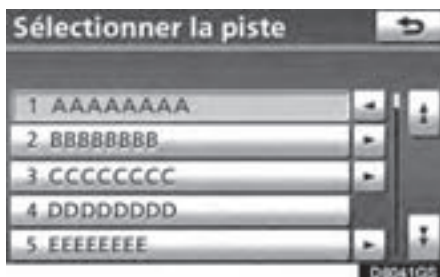 Sélectionner la piste
1 AAAAAAAA
2 BBBBBBBB
3 CCCCCCCC
4 DDDDDDDD
5 EEEEEEEE